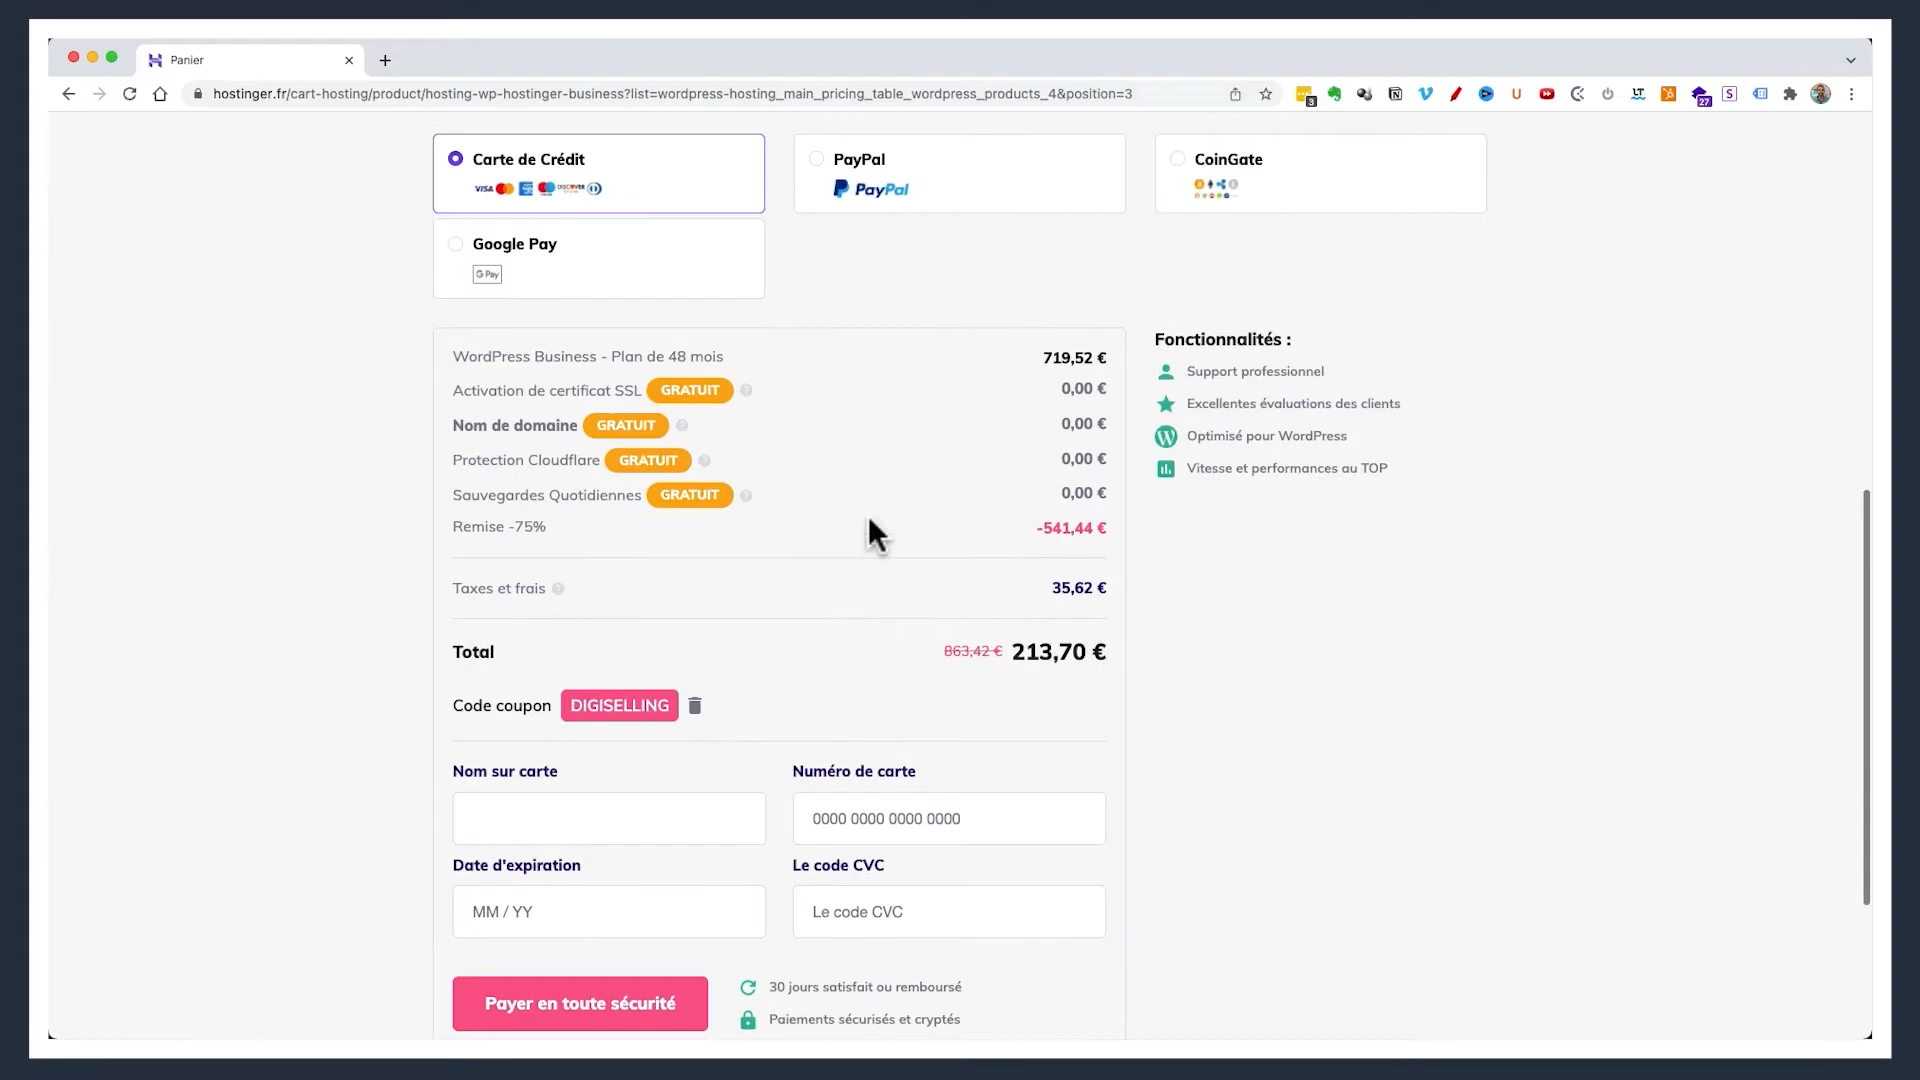 Panier
hostinger.fr/cart-hosting/product/hosting-wp-hostinger-business?list=wordpress-hosting_main_pricing_table_wordpress_products_4&position=3
3
27
Carte de Crédit
PayPal
CoinGate
VISA
DISCOVER
PayPal
Google Pay
G Pay
WordPress Business - Plan de 48 mois
719,52 €
Activation de certificat SSL GRATUIT
0,00 €
Nom de domaine GRATUIT
0,00 €
Protection Cloudflare GRATUIT
0,00 €
Sauvegardes Quotidiennes GRATUIT
0,00 €
Remise -75%
-541,44 €
Taxes et frais
35,62 €
Total
863,42 € 213,70 €
Code coupon DIGISELLING
Nom sur carte
Numéro de carte
0000 0000 0000 0000
Date d'expiration
Le code CVC
MM / YY
Le code CVC
Payer en toute sécurité
30 jours satisfait ou remboursé
Paiements sécurisés et cryptés
Fonctionnalités :
Support professionnel
Excellentes évaluations des clients
Optimisé pour WordPress
Vitesse et performances au TOP